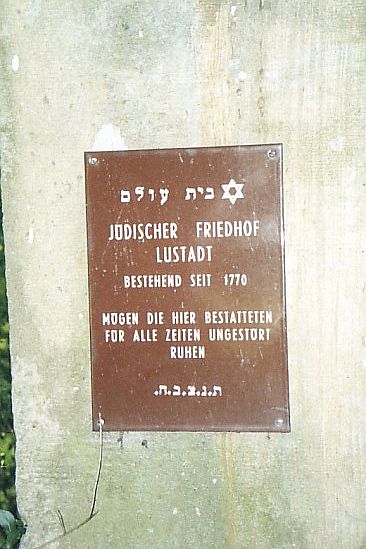 בית עולם
JÜDISCHER FRIEDHOF
LUSTADT
BESTEHEND SEIT 1770
MÖGEN DIE HIER BESTATTETEN
FÜR ALLE ZEITEN UNGESTÖRT
RUHEN
ת.נ.צ.ב.ה.